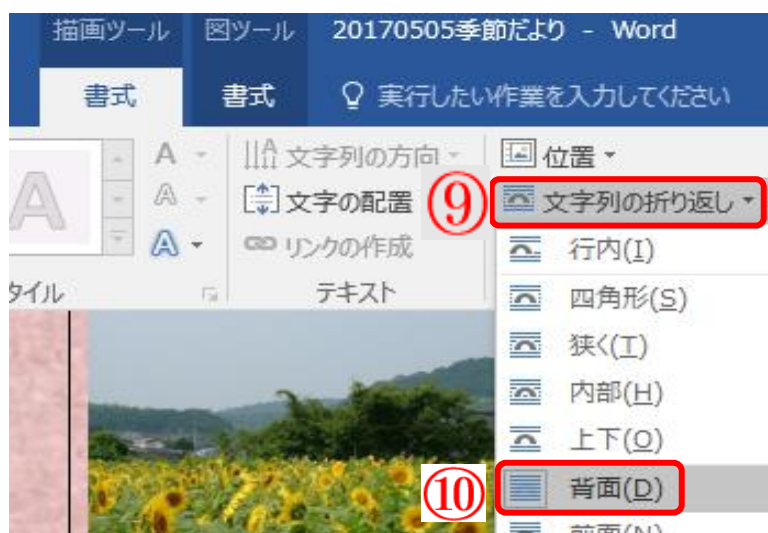 描画ツール 図ツール 20170505季節だより - Word
書式 書式 実行したい作業を入力してください
A 文字列の方向 位置
A A 文字の配置 ⑨ 文字列の折り返し
A リンクの作成 行内(I)
タイル テキスト 四角形(S)
狭く(T)
内部(H)
上下(O)
⑩ 背面(D)
前面(N)